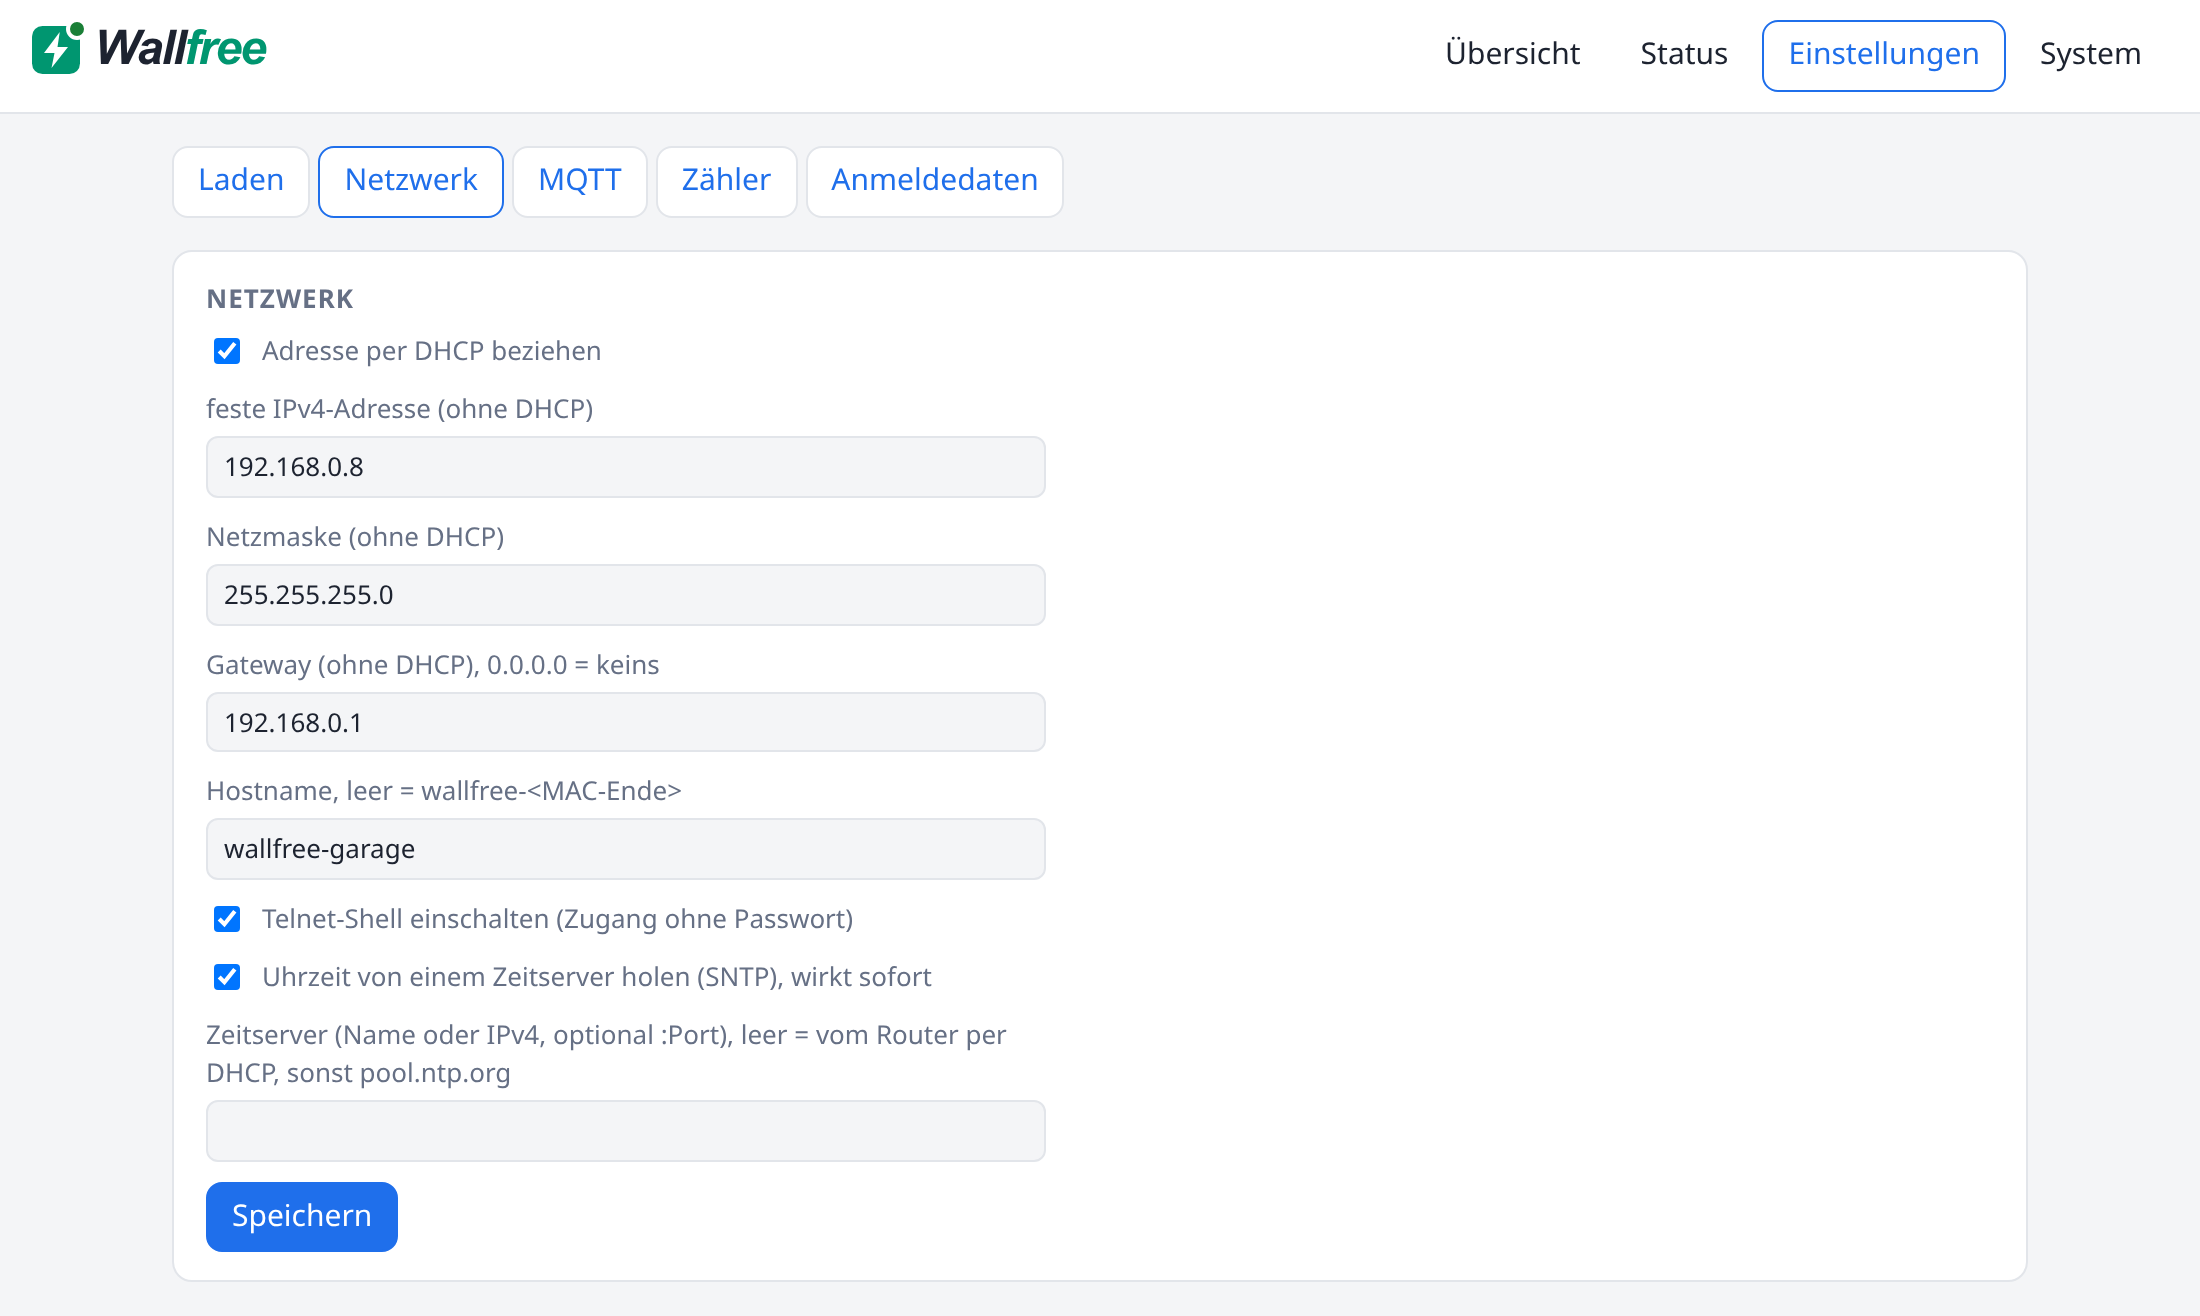 Wallfree
Übersicht
Status
Einstellungen
System
Laden
Netzwerk
MQTT
Zähler
Anmeldedaten
NETZWERK
Adresse per DHCP beziehen
feste IPv4-Adresse (ohne DHCP)
192.168.0.8
Netzmaske (ohne DHCP)
255.255.255.0
Gateway (ohne DHCP), 0.0.0.0 = keins
192.168.0.1
Hostname, leer = wallfree-<MAC-Ende>
wallfree-garage
Telnet-Shell einschalten (Zugang ohne Passwort)
Uhrzeit von einem Zeitserver holen (SNTP), wirkt sofort
Zeitserver (Name oder IPv4, optional :Port), leer = vom Router per
DHCP, sonst pool.ntp.org
Speichern